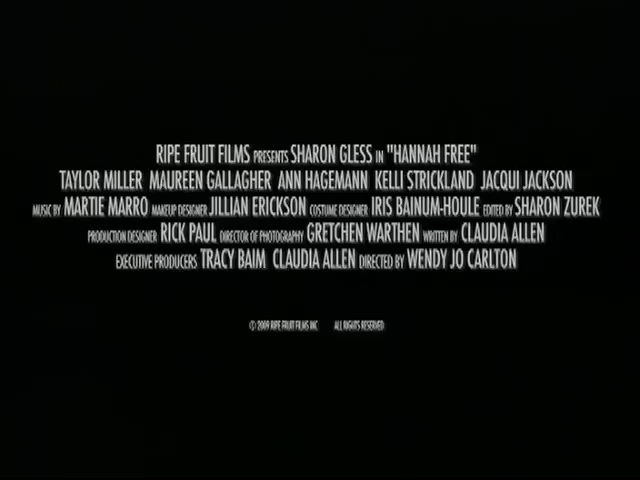 RIPE FRUIT FILMS PRESENTS SHARON GLESS IN "HANNAH FREE"
TAYLOR MILLER MAUREEN GALLAGHER ANN HAGEMANN KELLI STRICKLAND JACQUI JACKSON
MUSIC BY MARTIE MARRO MAKEUP DESIGNER JILLIAN ERICKSON COSTUME DESIGNER IRIS BAINUM-HOULE EDITED BY SHARON ZUREK
PRODUCTION DESIGNER RICK PAUL DIRECTOR OF PHOTOGRAPHY GRETCHEN WARTHEN WRITTEN BY CLAUDIA ALLEN
EXECUTIVE PRODUCERS TRACY BAIM CLAUDIA ALLEN DIRECTED BY WENDY JO CARLTON
© 2009 RIPE FRUIT FILMS INC ALL RIGHTS RESERVED